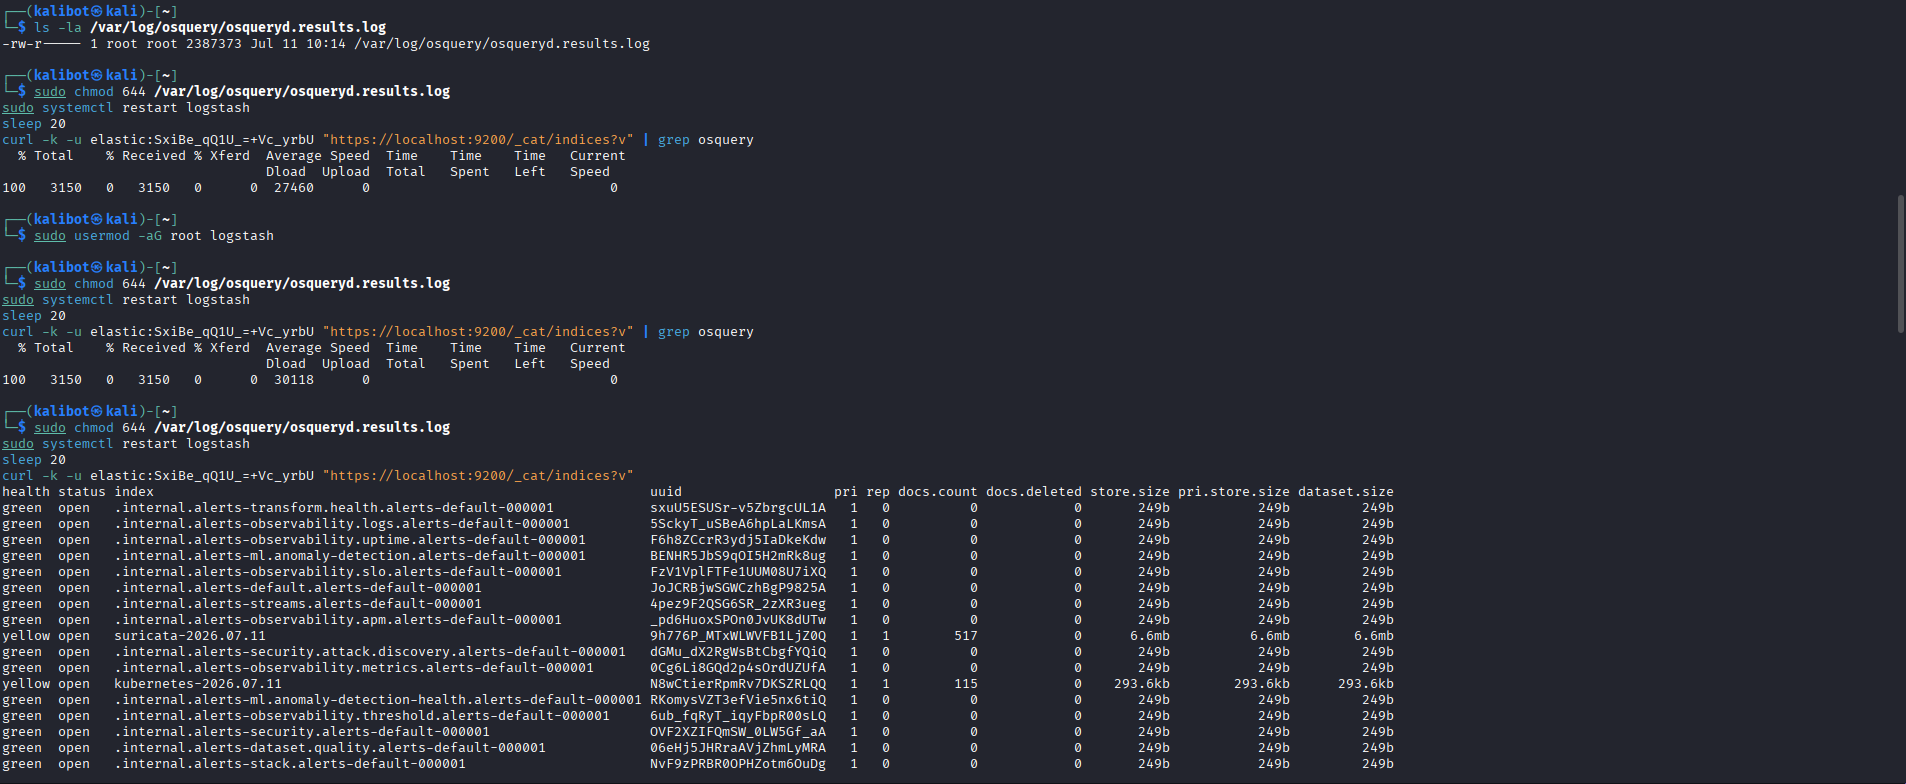 ┌──(kalibot㉿kali)-[~]
└─$ ls -la /var/log/osquery/osqueryd.results.log
-rw-r----- 1 root root 2387373 Jul 11 10:14 /var/log/osquery/osqueryd.results.log
┌──(kalibot㉿kali)-[~]
└─$ sudo chmod 644 /var/log/osquery/osqueryd.results.log
sudo systemctl restart logstash
sleep 20
curl -k -u elastic:SxiBe_qQ1U_=+Vc_yrbU "https://localhost:9200/_cat/indices?v" | grep osquery
% Total % Received % Xferd Average Speed Time Time Time Current
Dload Upload Total Spent Left Speed
100 3150 0 3150 0 0 27460 0 0
┌──(kalibot㉿kali)-[~]
└─$ sudo usermod -aG root logstash
┌──(kalibot㉿kali)-[~]
└─$ sudo chmod 644 /var/log/osquery/osqueryd.results.log
sudo systemctl restart logstash
sleep 20
curl -k -u elastic:SxiBe_qQ1U_=+Vc_yrbU "https://localhost:9200/_cat/indices?v" | grep osquery
% Total % Received % Xferd Average Speed Time Time Time Current
Dload Upload Total Spent Left Speed
100 3150 0 3150 0 0 30118 0 0
┌──(kalibot㉿kali)-[~]
└─$ sudo chmod 644 /var/log/osquery/osqueryd.results.log
sudo systemctl restart logstash
sleep 20
curl -k -u elastic:SxiBe_qQ1U_=+Vc_yrbU "https://localhost:9200/_cat/indices?v"
health status index uuid pri rep docs.count docs.deleted store.size pri.store.size dataset.size
green open .internal.alerts-transform.health.alerts-default-000001 sxuU5ESUSr-v5ZbrgcUL1A 1 0 0 0 249b 249b 249b
green open .internal.alerts-observability.logs.alerts-default-000001 5SckyT_uSBeA6hpLaLKmsA 1 0 0 0 249b 249b 249b
green open .internal.alerts-observability.uptime.alerts-default-000001 F6h8ZCcrR3ydj5IaDkeKdw 1 0 0 0 249b 249b 249b
green open .internal.alerts-ml.anomaly-detection.alerts-default-000001 BENHR5JbS9qOI5H2mRk8ug 1 0 0 0 249b 249b 249b
green open .internal.alerts-observability.slo.alerts-default-000001 FzV1VplFTFe1UUM08U7iXQ 1 0 0 0 249b 249b 249b
green open .internal.alerts-default.alerts-default-000001 JoJCRBjwSGWCzhBgP9825A 1 0 0 0 249b 249b 249b
green open .internal.alerts-streams.alerts-default-000001 4pez9F2QSG6SR_2zXR3ueg 1 0 0 0 249b 249b 249b
green open .internal.alerts-observability.apm.alerts-default-000001 _pd6HuoxSPOn0JvUK8dUTw 1 0 0 0 249b 249b 249b
yellow open suricata-2026.07.11 9h776P_MTxWLWVFB1LjZ0Q 1 1 517 0 6.6mb 6.6mb 6.6mb
green open .internal.alerts-security.attack.discovery.alerts-default-000001 dGMu_dX2RgWsBtCbgfYQiQ 1 0 0 0 249b 249b 249b
green open .internal.alerts-observability.metrics.alerts-default-000001 0Cg6Li8GQd2p4sOrdUZUfA 1 0 0 0 249b 249b 249b
yellow open kubernetes-2026.07.11 N8wCtierRpmRv7DKSZRLQQ 1 1 115 0 293.6kb 293.6kb 293.6kb
green open .internal.alerts-ml.anomaly-detection-health.alerts-default-000001 RKomysVZT3efVie5nx6tiQ 1 0 0 0 249b 249b 249b
green open .internal.alerts-observability.threshold.alerts-default-000001 6ub_fqRyT_iqyFbpR00sLQ 1 0 0 0 249b 249b 249b
green open .internal.alerts-security.alerts-default-000001 OVF2XZIFQmSW_0LW5Gf_aA 1 0 0 0 249b 249b 249b
green open .internal.alerts-dataset.quality.alerts-default-000001 06eHj5JHRraAVjZhmLyMRA 1 0 0 0 249b 249b 249b
green open .internal.alerts-stack.alerts-default-000001 NvF9zPRBR0OPHZotm6OuDg 1 0 0 0 249b 249b 249b